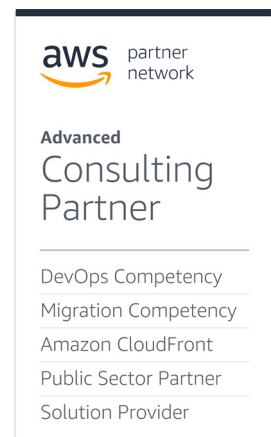 aws partner
network
Advanced
Consulting
Partner
DevOps Competency
Migration Competency
Amazon CloudFront
Public Sector Partner
Solution Provider